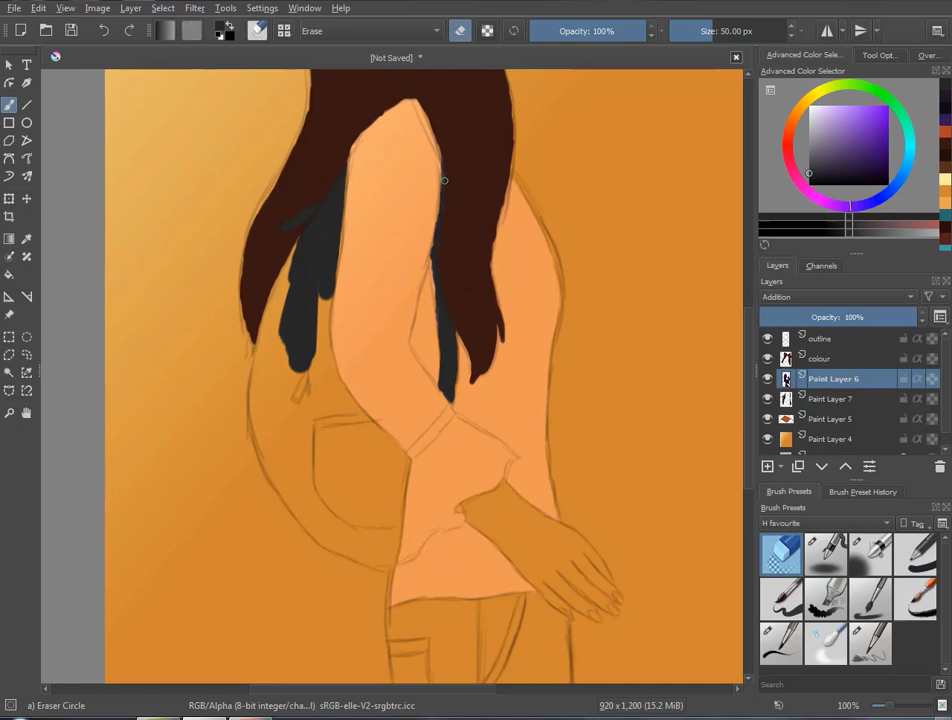 File Edit View Image Layer Select Filter Tools Settings Window Help
Erase Opacity: 100% Size: 50.00 px
[Not Saved] *
Advanced Color Sele... Tool Opt... Over...
Advanced Color Selector
Layers Channels
Layers
Addition
Opacity: 100%
outline
colour
Paint Layer 6
Paint Layer 7
Paint Layer 5
Paint Layer 4
Brush Presets Brush Preset History
Brush Presets
H favourite Tag
Search
a) Eraser Circle RGB/Alpha (8-bit integer/cha...l) sRGB-elle-V2-srgbtrc.icc 920 x 1,200 (15.2 MiB) 100%